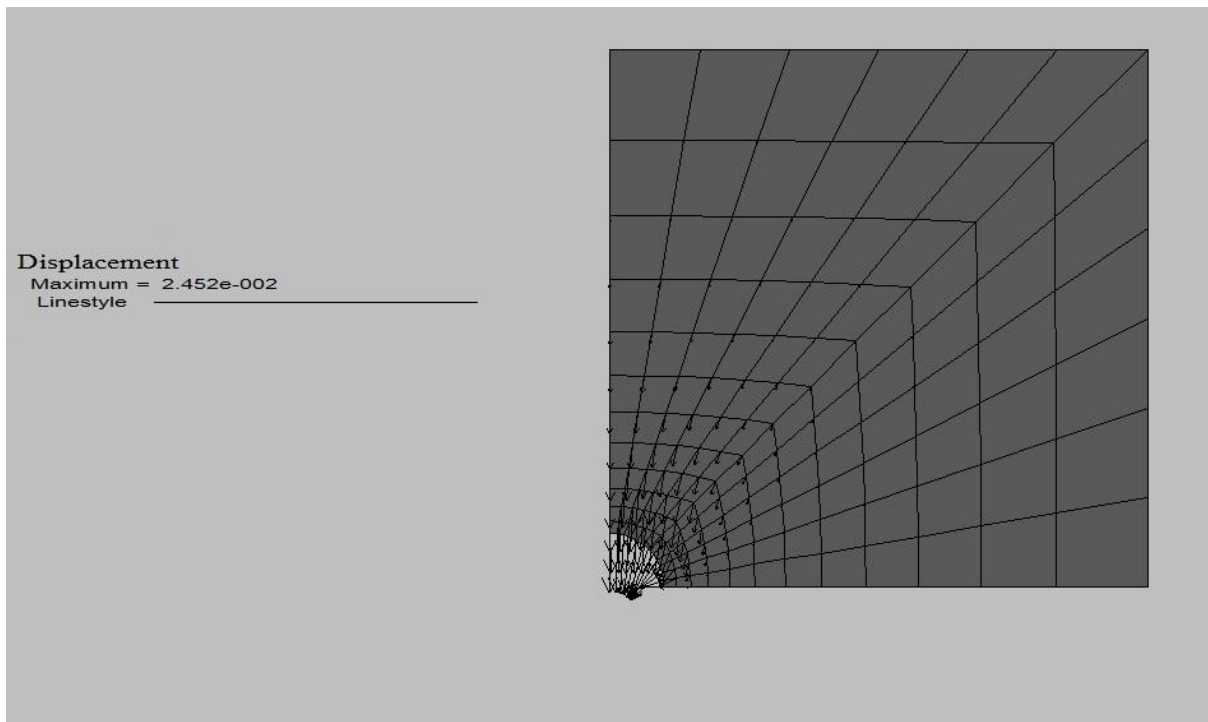 Displacement
Maximum = 2.452e-002
Linestyle